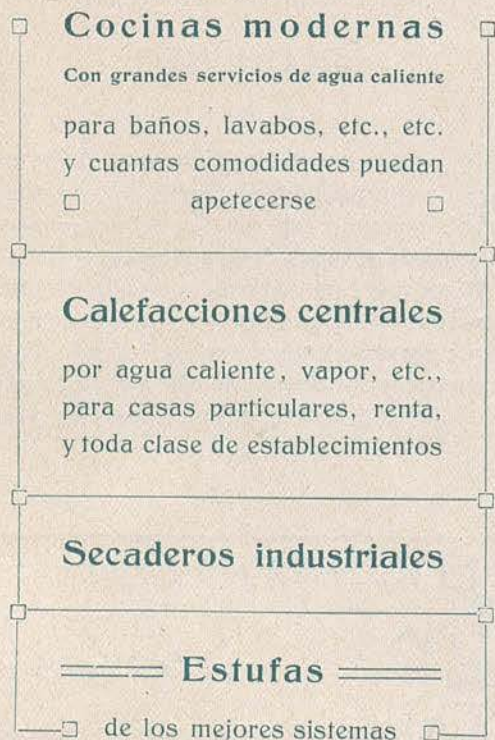 Cocinas modernas
Con grandes servicios de agua caliente
para baños, lavabos, etc., etc.
y cuantas comodidades puedan
apetecerse
Calefacciones centrales
por agua caliente, vapor, etc.,
para casas particulares, renta,
y toda clase de establecimientos
Secaderos industriales
Estufas
de los mejores sistemas